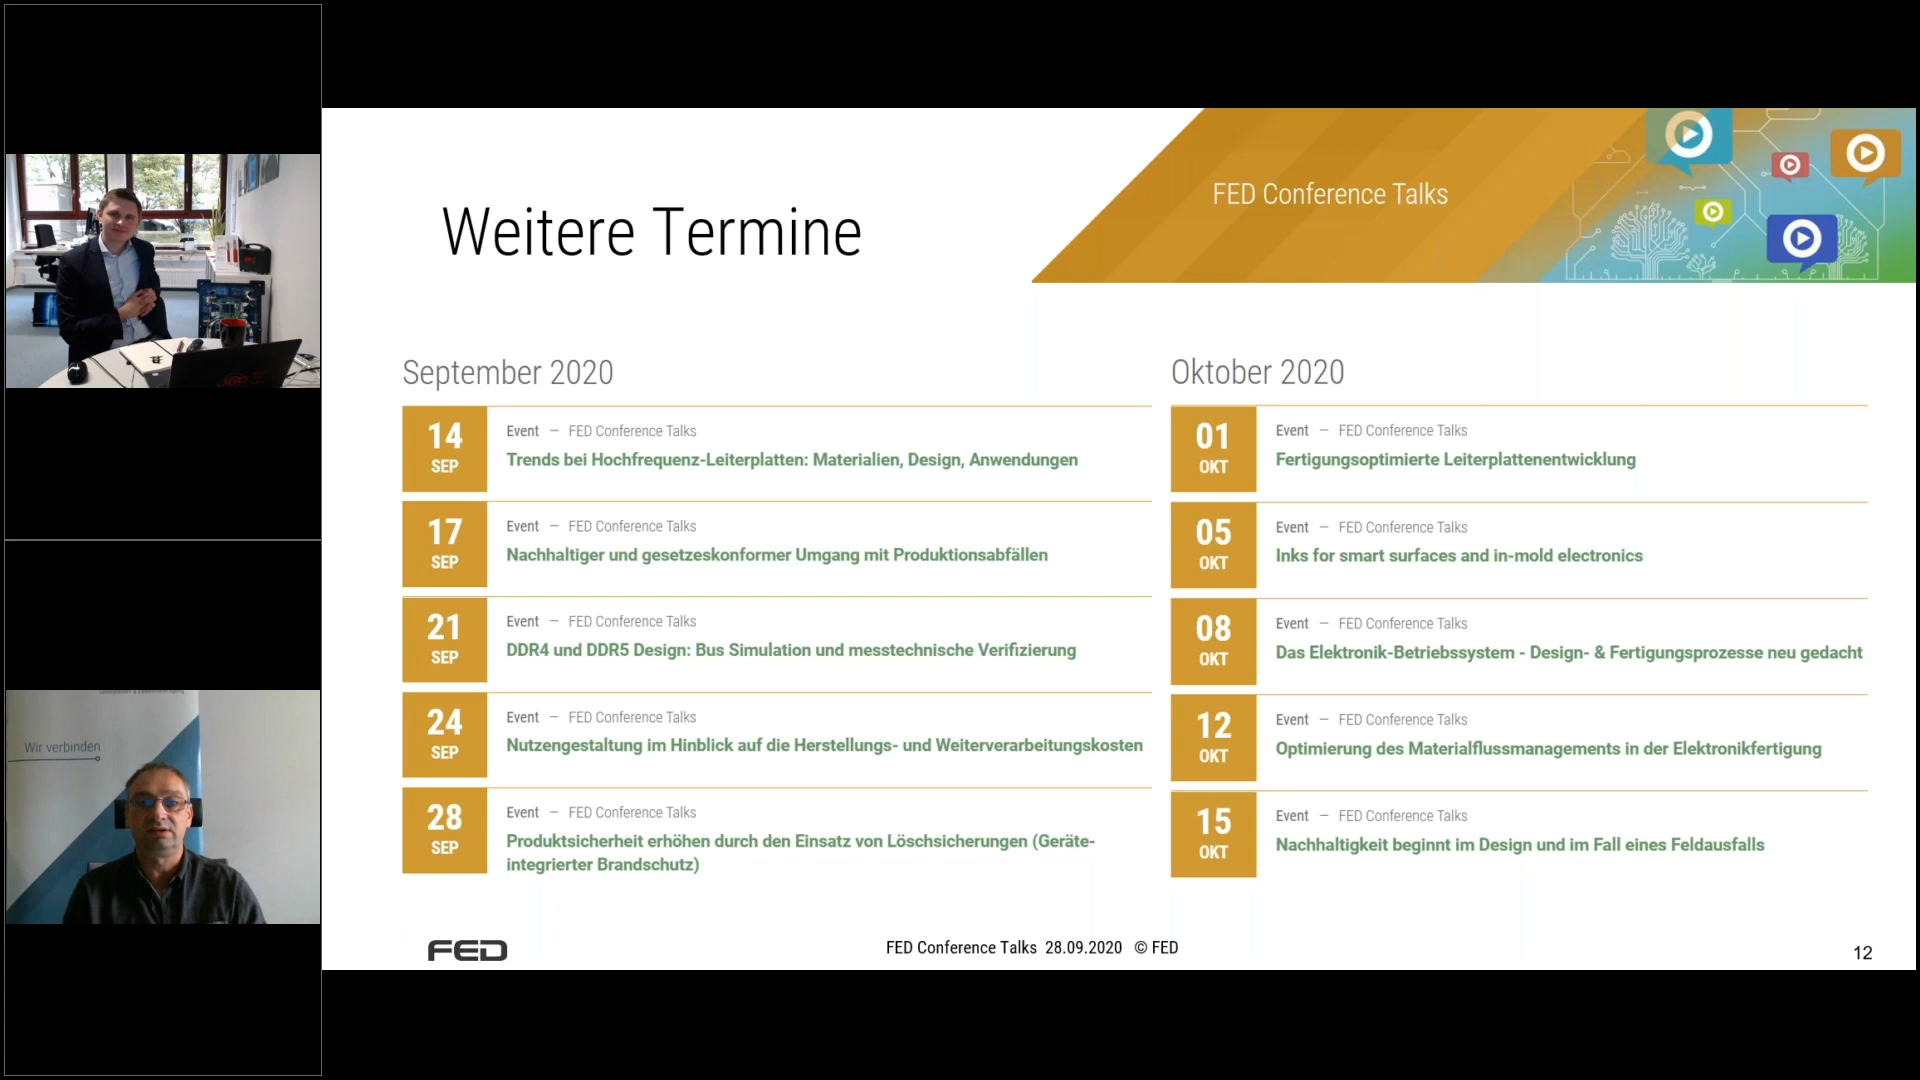 Weitere Termine
FED Conference Talks
September 2020
14
SEP
Event – FED Conference Talks
Trends bei Hochfrequenz-Leiterplatten: Materialien, Design, Anwendungen
17
SEP
Event – FED Conference Talks
Nachhaltiger und gesetzeskonformer Umgang mit Produktionsabfällen
21
SEP
Event – FED Conference Talks
DDR4 und DDR5 Design: Bus Simulation und messtechnische Verifizierung
24
SEP
Event – FED Conference Talks
Nutzengestaltung im Hinblick auf die Herstellungs- und Weiterverarbeitungskosten
28
SEP
Event – FED Conference Talks
Produktsicherheit erhöhen durch den Einsatz von Löschsicherungen (Geräte-
integrierter Brandschutz)
Oktober 2020
01
OKT
Event – FED Conference Talks
Fertigungsoptimierte Leiterplattenentwicklung
05
OKT
Event – FED Conference Talks
Inks for smart surfaces and in-mold electronics
08
OKT
Event – FED Conference Talks
Das Elektronik-Betriebssystem - Design- & Fertigungsprozesse neu gedacht
12
OKT
Event – FED Conference Talks
Optimierung des Materialflussmanagements in der Elektronikfertigung
15
OKT
Event – FED Conference Talks
Nachhaltigkeit beginnt im Design und im Fall eines Feldausfalls
FED
FED Conference Talks 28.09.2020 © FED
12
Wir verbinden